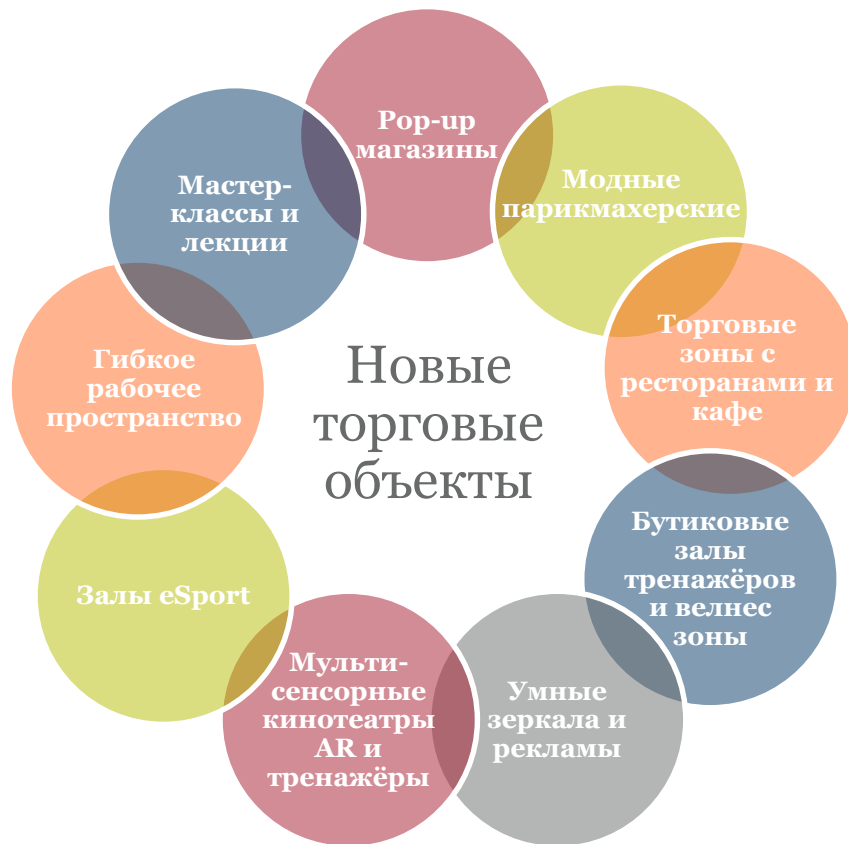 Pop-up
магазины
Модные
парикмахерские
Торговые
зоны с
ресторанами и
кафе
Бутиковые
залы
тренажёров
и велнес
зоны
Умные
зеркала и
рекламы
Мульти-
сенсорные
кинотеатры
AR и
тренажёры
Залы eSport
Гибкое
рабочее
пространство
Мастер-
классы и
лекции
Новые
торговые
объекты